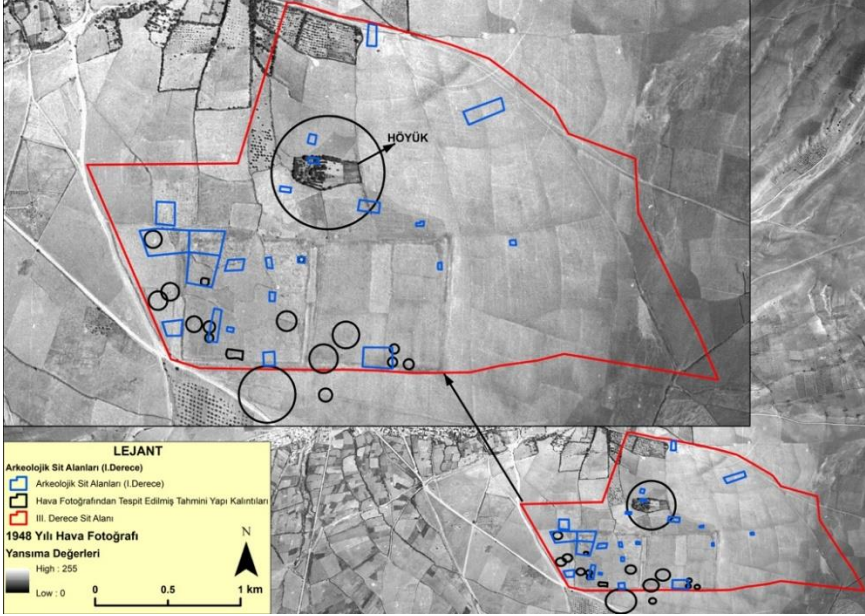 HÖYÜK
LEJANT
Arkeolojik Sit Alanları (I.Derece)
Arkeolojik Sit Alanları (I.Derece)
Hava Fotoğrafından Tespit Edilmiş Tahmini Yapı Kalıntıları
III. Derece Sit Alanı
1948 Yılı Hava Fotoğrafı
Yansıma Değerleri
High : 255
Low : 0
N
0 0.5 1 km